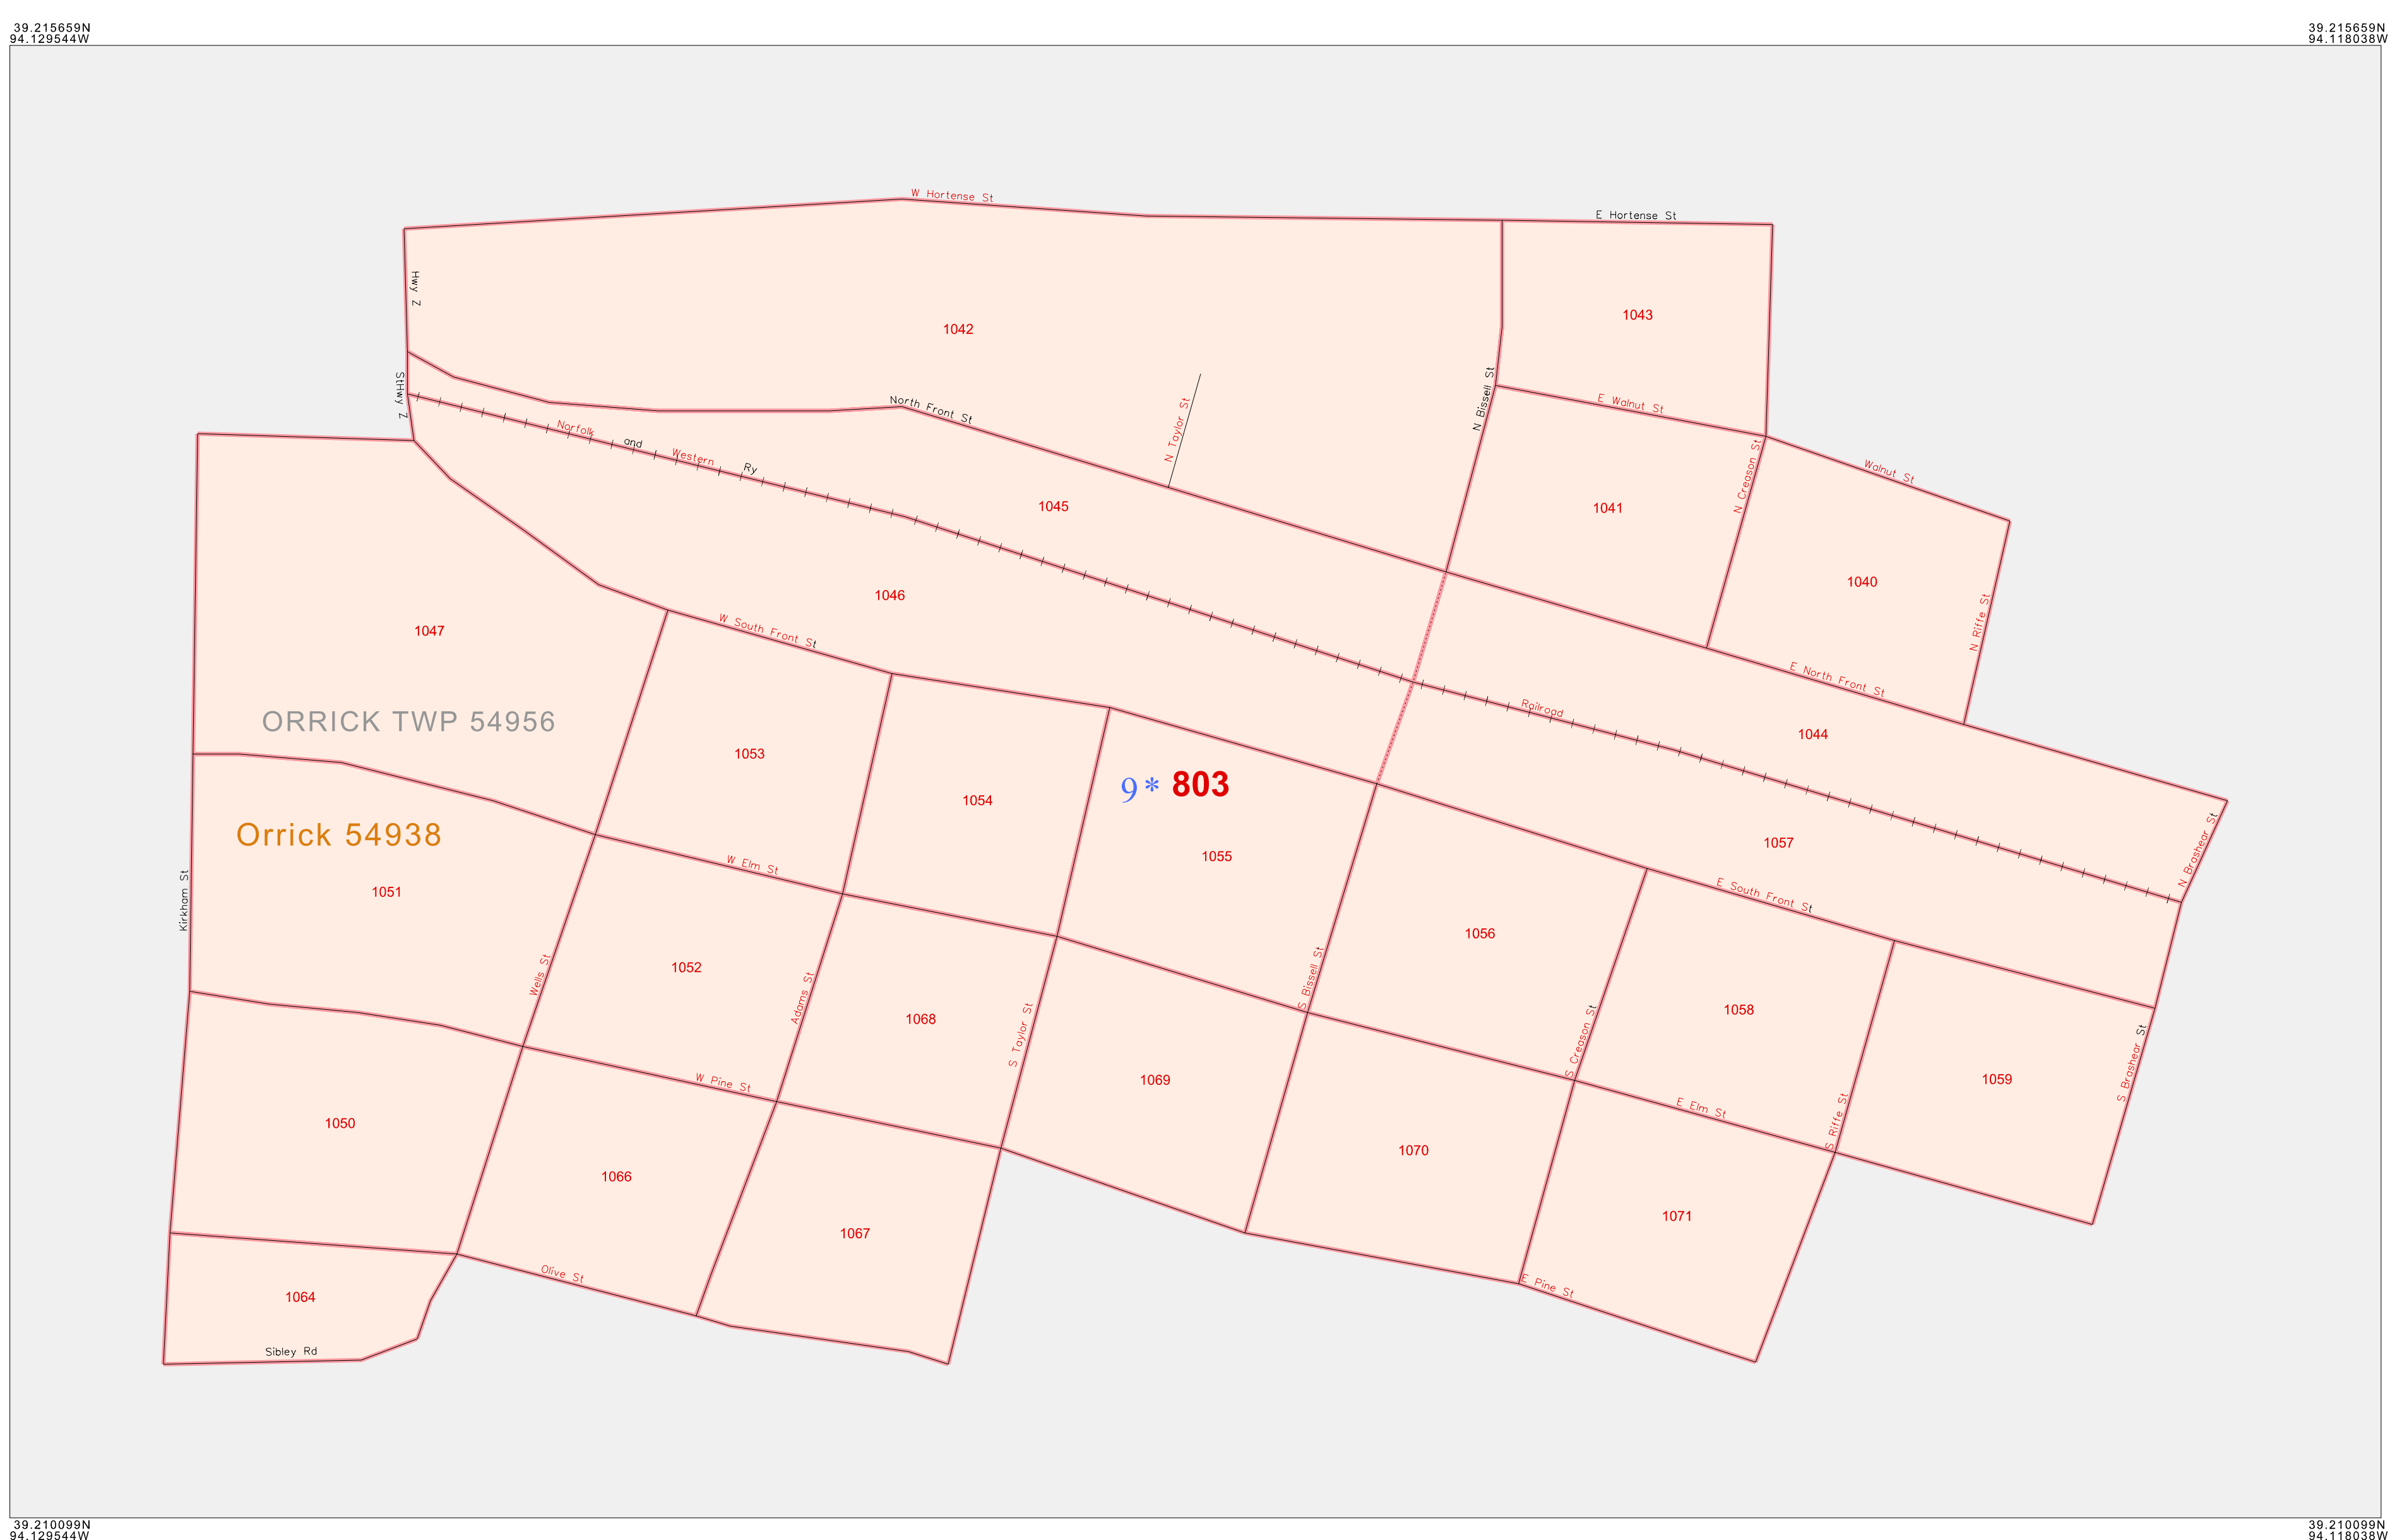 39.215659N
94.129544W
39.215659N
94.118038W
W Hortense St
E Hortense St
Hwy Z
1043
1042
StHwy Z
N Bissell St
North Front St
E Walnut St
N Taylor St
Norfolk and Western Ry
N Creason St
Walnut St
1045
1041
1040
1046
N Riffe St
W South Front St
1047
E North Front St
Railroad
ORRICK TWP 54956
1044
1053
9* 803
1054
Orrick 54938
1057
N Brashear St
1055
W Elm St
E South Front St
Kirkham St
1051
1056
Wells St
1052
Adams St
S Bissell St
1058
1068
S Taylor St
S Creason St
S Brashear St
W Pine St
1069
1059
E Elm St
S Riffe St
1050
1070
1066
1071
1067
Olive St
E Pine St
1064
Sibley Rd
39.210099N
94.129544W
39.210099N
94.118038W